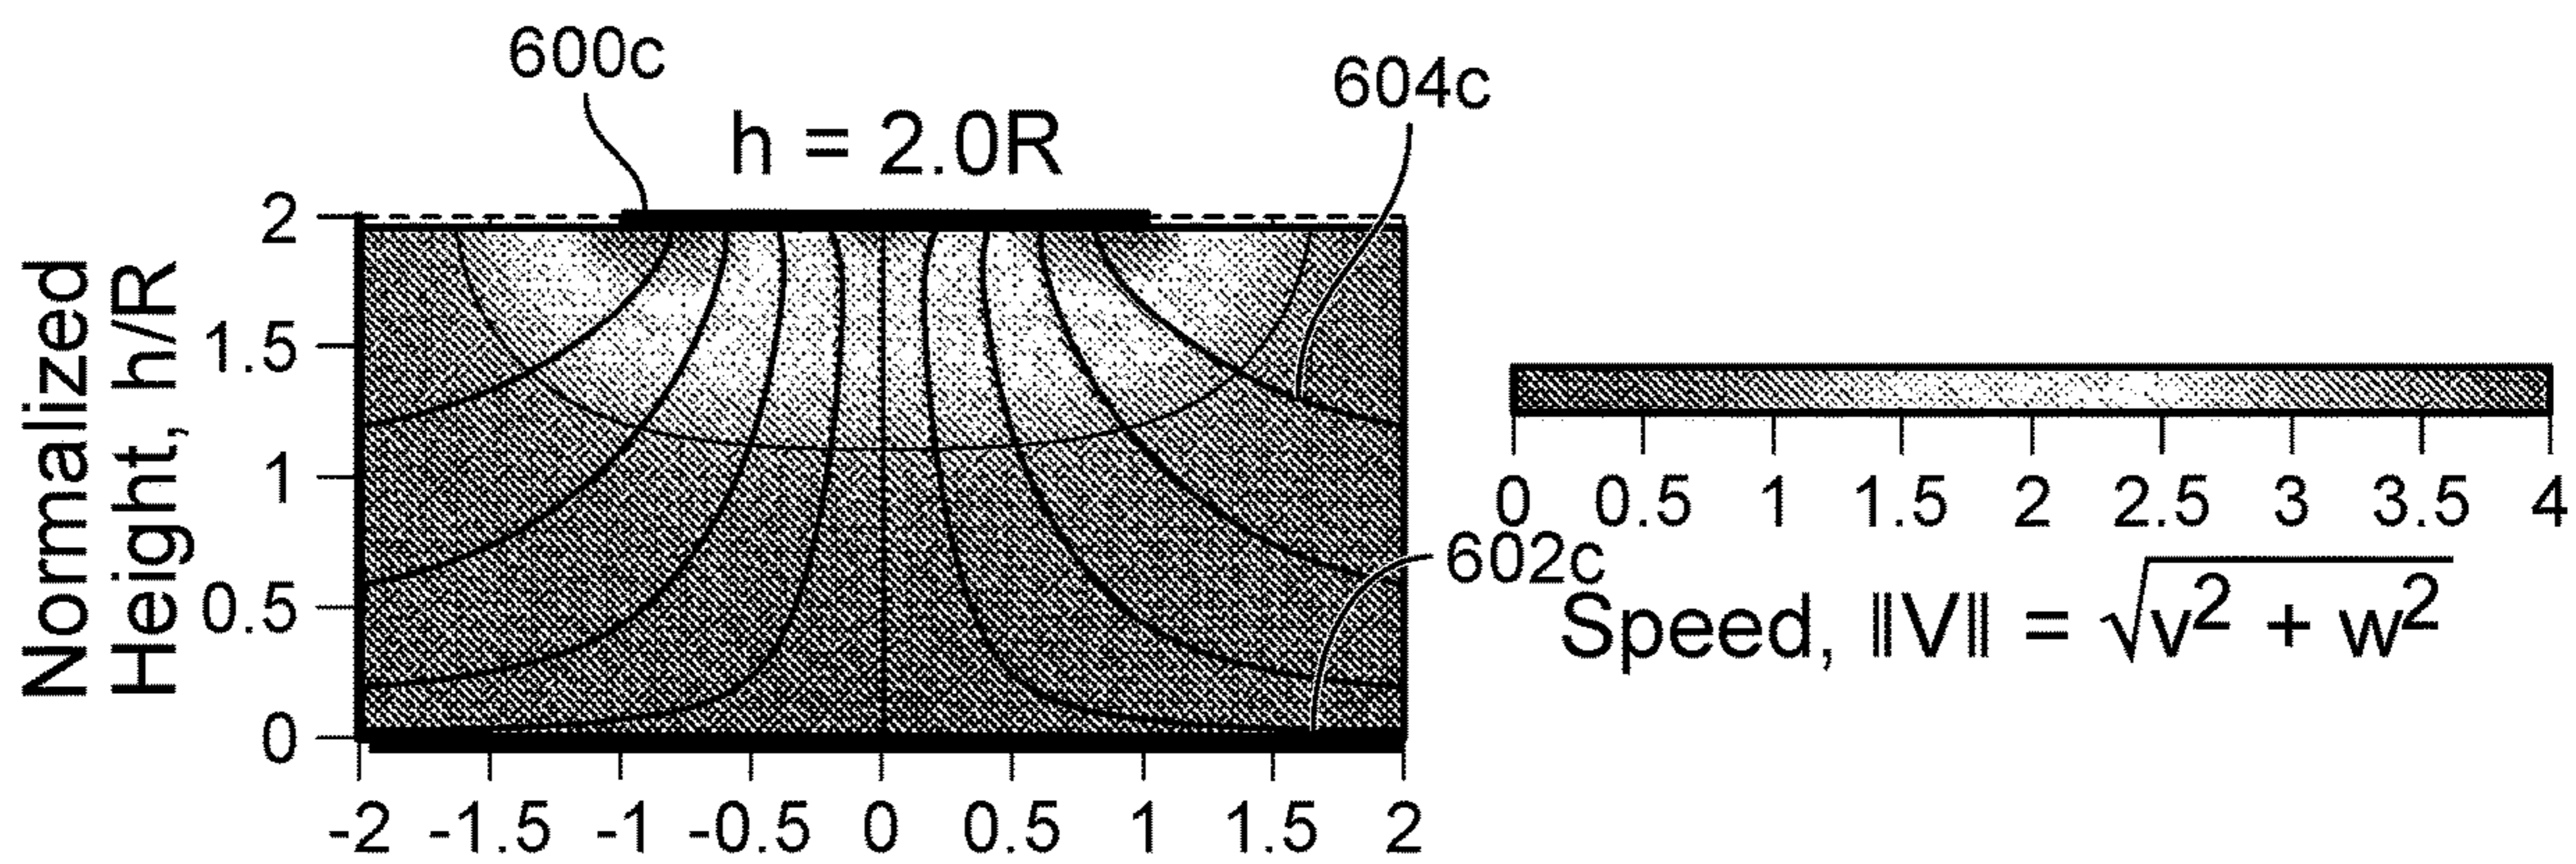 600c
604c
h = 2.0R
Normalized
Height, h/R
2
1.5
1
0.5
0
-2 -1.5 -1 -0.5 0 0.5 1 1.5 2
0 0.5 1 1.5 2 2.5 3 3.5 4
602c
Speed, ‖V‖ = √v² + w²